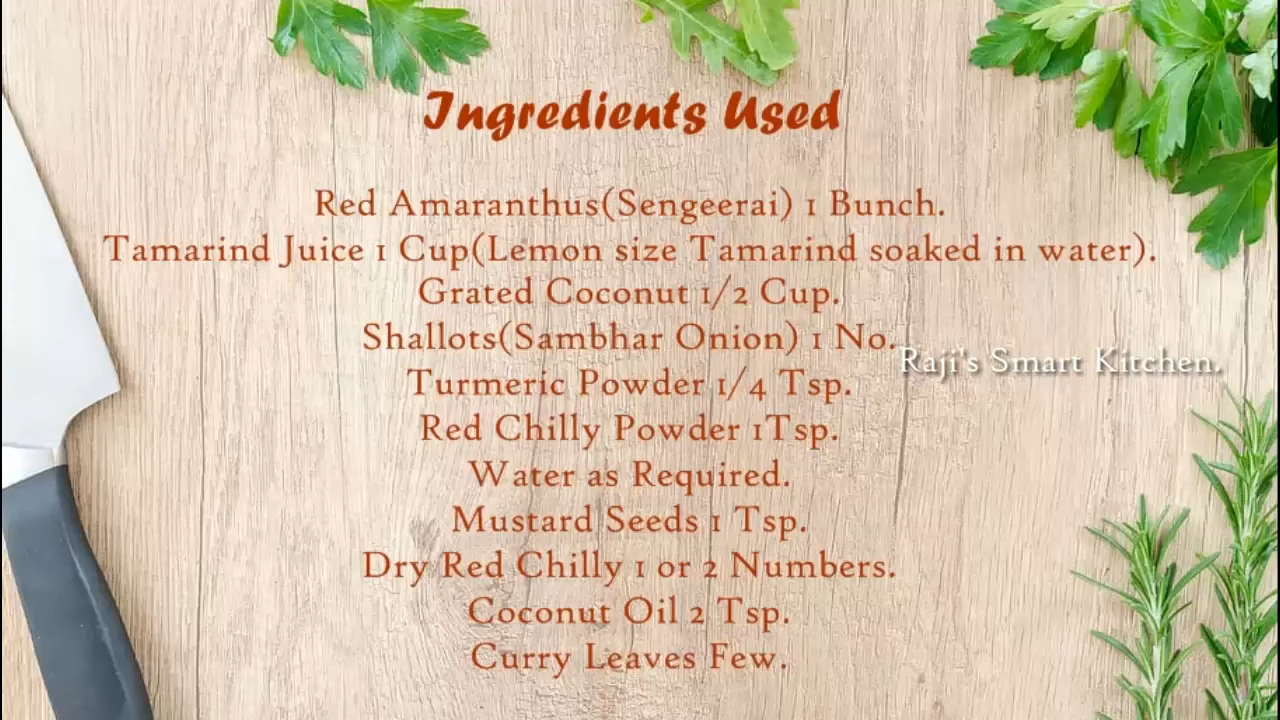 Ingredients Used
Red Amaranthus(Sengeerai) 1 Bunch.
Tamarind Juice 1 Cup(Lemon size Tamarind soaked in water).
Grated Coconut 1/2 Cup.
Shallots(Sambhar Onion) 1 No.
Raji's Smart Kitchen.
Turmeric Powder 1/4 Tsp.
Red Chilly Powder 1Tsp.
Water as Required.
Mustard Seeds 1 Tsp.
Dry Red Chilly 1 or 2 Numbers.
Coconut Oil 2 Tsp.
Curry Leaves Few.